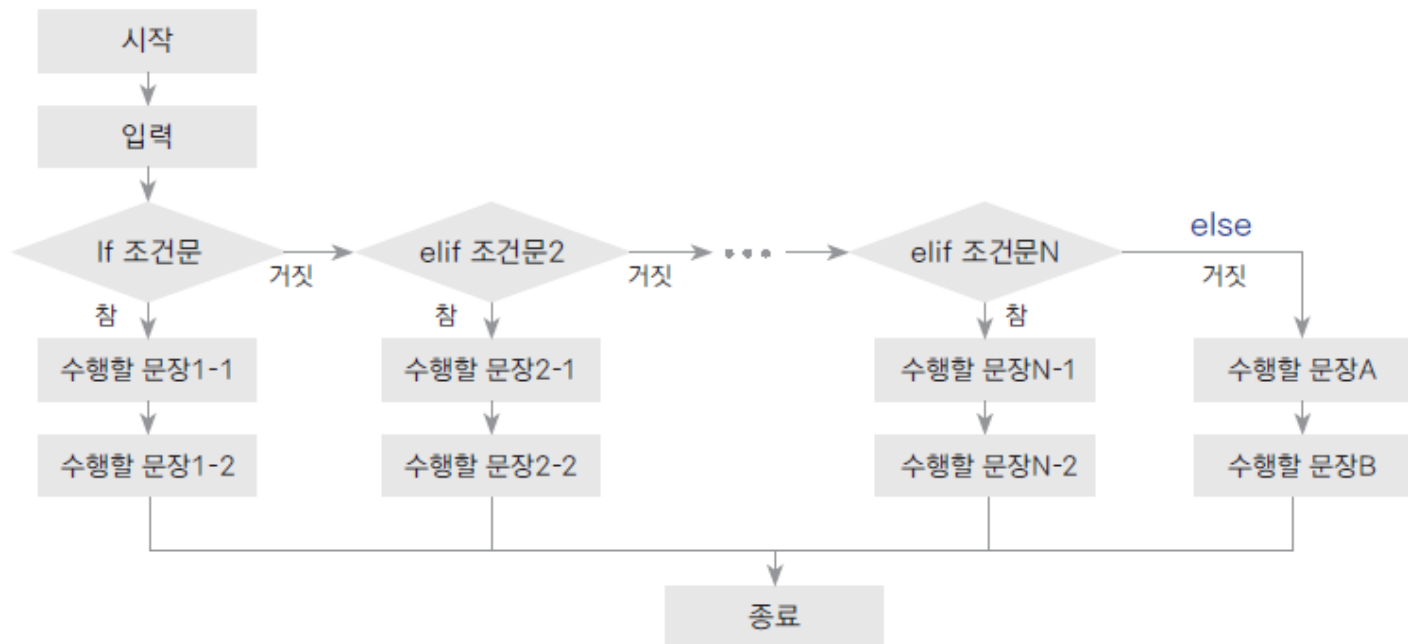 시작
입력
If 조건문
거짓
elif 조건문2
거짓
elif 조건문N
else
거짓
참
참
참
수행할 문장1-1
수행할 문장2-1
수행할 문장N-1
수행할 문장A
수행할 문장1-2
수행할 문장2-2
수행할 문장N-2
수행할 문장B
종료